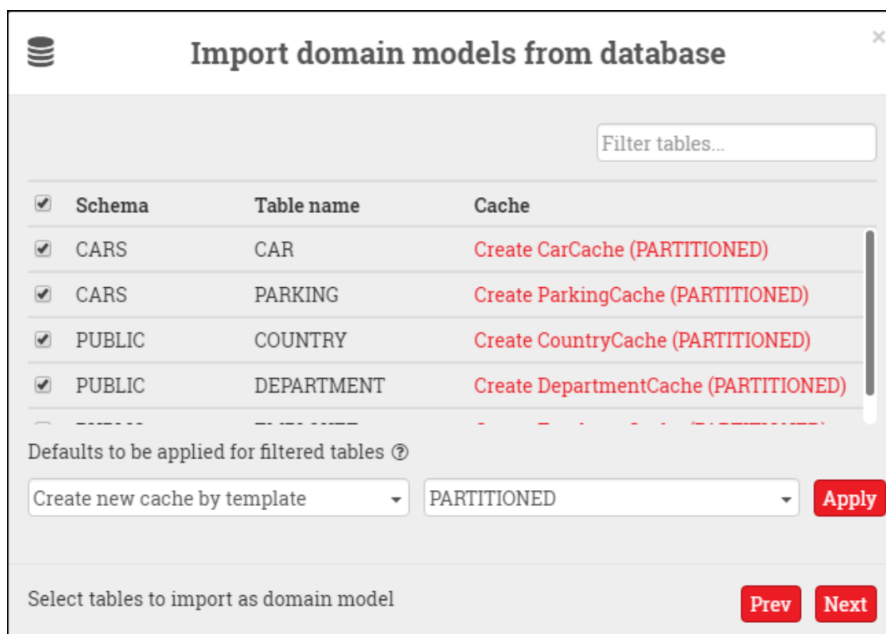 Import domain models from database
×
Filter tables...
Schema Table name Cache
CARS CAR Create CarCache (PARTITIONED)
CARS PARKING Create ParkingCache (PARTITIONED)
PUBLIC COUNTRY Create CountryCache (PARTITIONED)
PUBLIC DEPARTMENT Create DepartmentCache (PARTITIONED)
Defaults to be applied for filtered tables ?
Create new cache by template PARTITIONED Apply
Select tables to import as domain model Prev Next